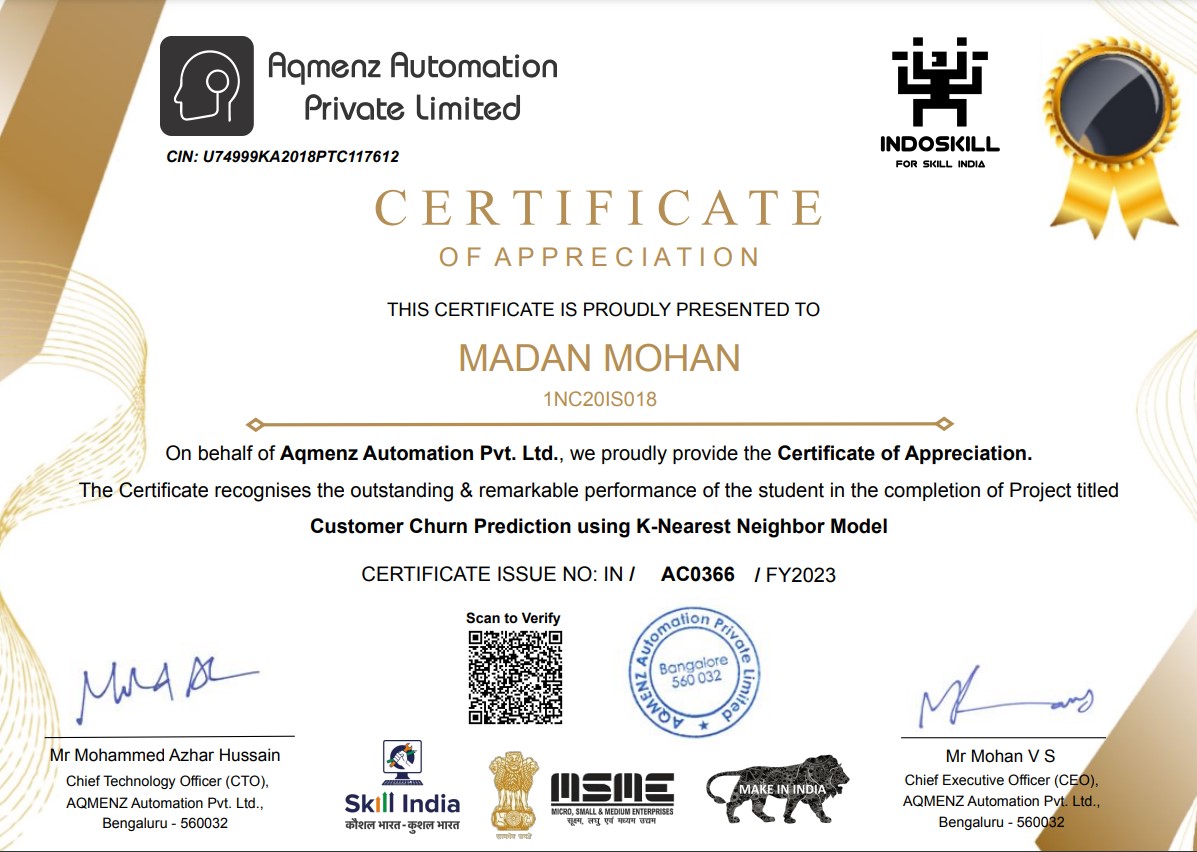 Aqmenz Automation
Private Limited
CIN: U74999KA2018PTC117612
INDOSKILL
FOR SKILL INDIA
CERTIFICATE
OF APPRECIATION
THIS CERTIFICATE IS PROUDLY PRESENTED TO
MADAN MOHAN
1NC20IS018
On behalf of Aqmenz Automation Pvt. Ltd., we proudly provide the Certificate of Appreciation.
The Certificate recognises the outstanding & remarkable performance of the student in the completion of Project titled
Customer Churn Prediction using K-Nearest Neighbor Model
CERTIFICATE ISSUE NO: IN / AC0366 / FY2023
Scan to Verify
AQMENZ Automation Private Limited
Bangalore
560 032
Mr Mohammed Azhar Hussain
Chief Technology Officer (CTO),
AQMENZ Automation Pvt. Ltd.,
Bengaluru - 560032
Skill India
कौशल भारत-कुशल भारत
सत्यमेव जयते
MSME
MICRO, SMALL & MEDIUM ENTERPRISES
सूक्ष्म, लघु एवं मध्यम उद्यम
MAKE IN INDIA
Mr Mohan V S
Chief Executive Officer (CEO),
AQMENZ Automation Pvt. Ltd.,
Bengaluru - 560032